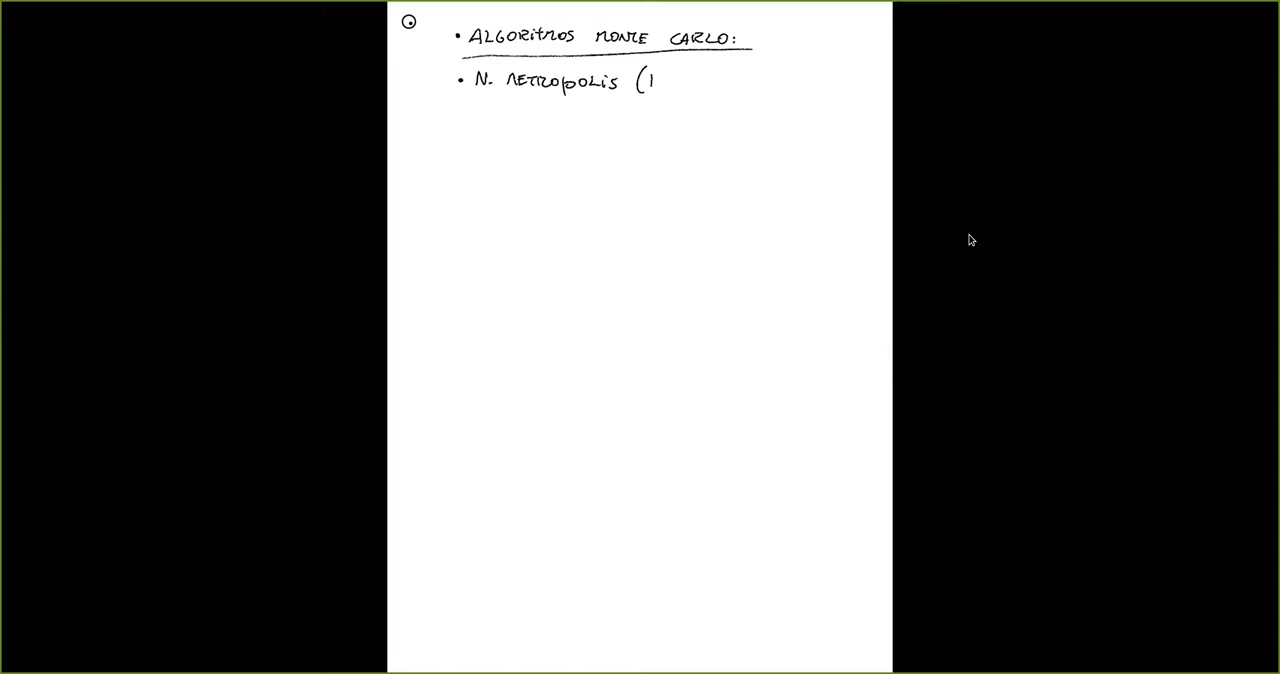 • ALGORITMOS MONTE CARLO:
• N. METROPOLIS (1